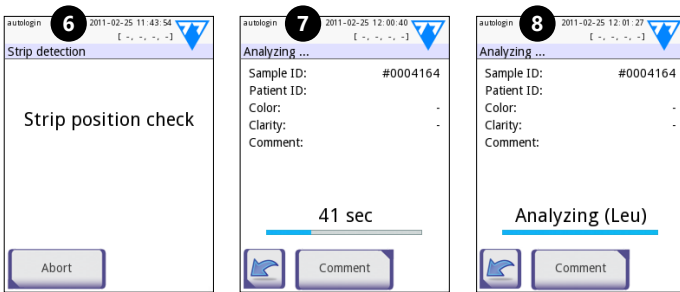 6
autologin 2011-02-25 11:43:54
[ -, -, -, -]
Strip detection
Strip position check
Abort
7
autologin 2011-02-25 12:00:40
[ -, -, -, -]
Analyzing ...
Sample ID: #0004164
Patient ID:
Color: -
Clarity: -
Comment:
41 sec
Comment
8
autologin 2011-02-25 12:01:27
[ -, -, -, -]
Analyzing ...
Sample ID: #0004164
Patient ID:
Color: -
Clarity: -
Comment:
Analyzing (Leu)
Comment